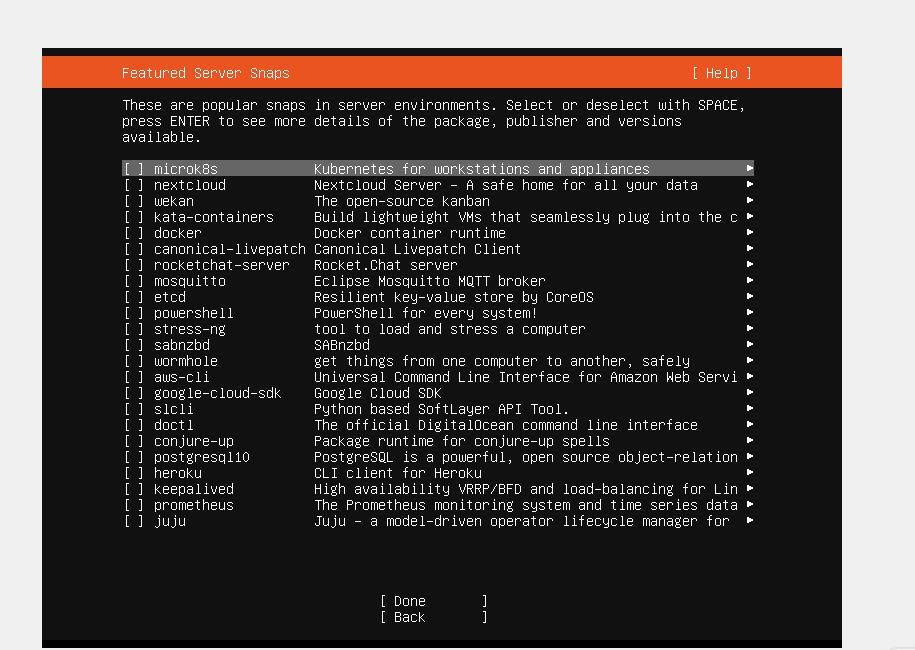 Featured Server Snaps [ Help ]
These are popular snaps in server environments. Select or deselect with SPACE,
press ENTER to see more details of the package, publisher and versions
available.
[ ] microk8s Kubernetes for workstations and appliances ▸
[ ] nextcloud Nextcloud Server - A safe home for all your data ▸
[ ] wekan The open-source kanban ▸
[ ] kata-containers Build lightweight VMs that seamlessly plug into the c ▸
[ ] docker Docker container runtime ▸
[ ] canonical-livepatch Canonical Livepatch Client ▸
[ ] rocketchat-server Rocket.Chat server ▸
[ ] mosquitto Eclipse Mosquitto MQTT broker ▸
[ ] etcd Resilient key-value store by CoreOS ▸
[ ] powershell PowerShell for every system! ▸
[ ] stress-ng tool to load and stress a computer ▸
[ ] sabnzbd SABnzbd ▸
[ ] wormhole get things from one computer to another, safely ▸
[ ] aws-cli Universal Command Line Interface for Amazon Web Servi ▸
[ ] google-cloud-sdk Google Cloud SDK ▸
[ ] slcli Python based SoftLayer API Tool. ▸
[ ] doctl The official DigitalOcean command line interface ▸
[ ] conjure-up Package runtime for conjure-up spells ▸
[ ] postgresql10 PostgreSQL is a powerful, open source object-relation ▸
[ ] heroku CLI client for Heroku ▸
[ ] keepalived High availability VRRP/BFD and load-balancing for Lin ▸
[ ] prometheus The Prometheus monitoring system and time series data ▸
[ ] juju Juju - a model-driven operator lifecycle manager for ▸
[ Done ]
[ Back ]